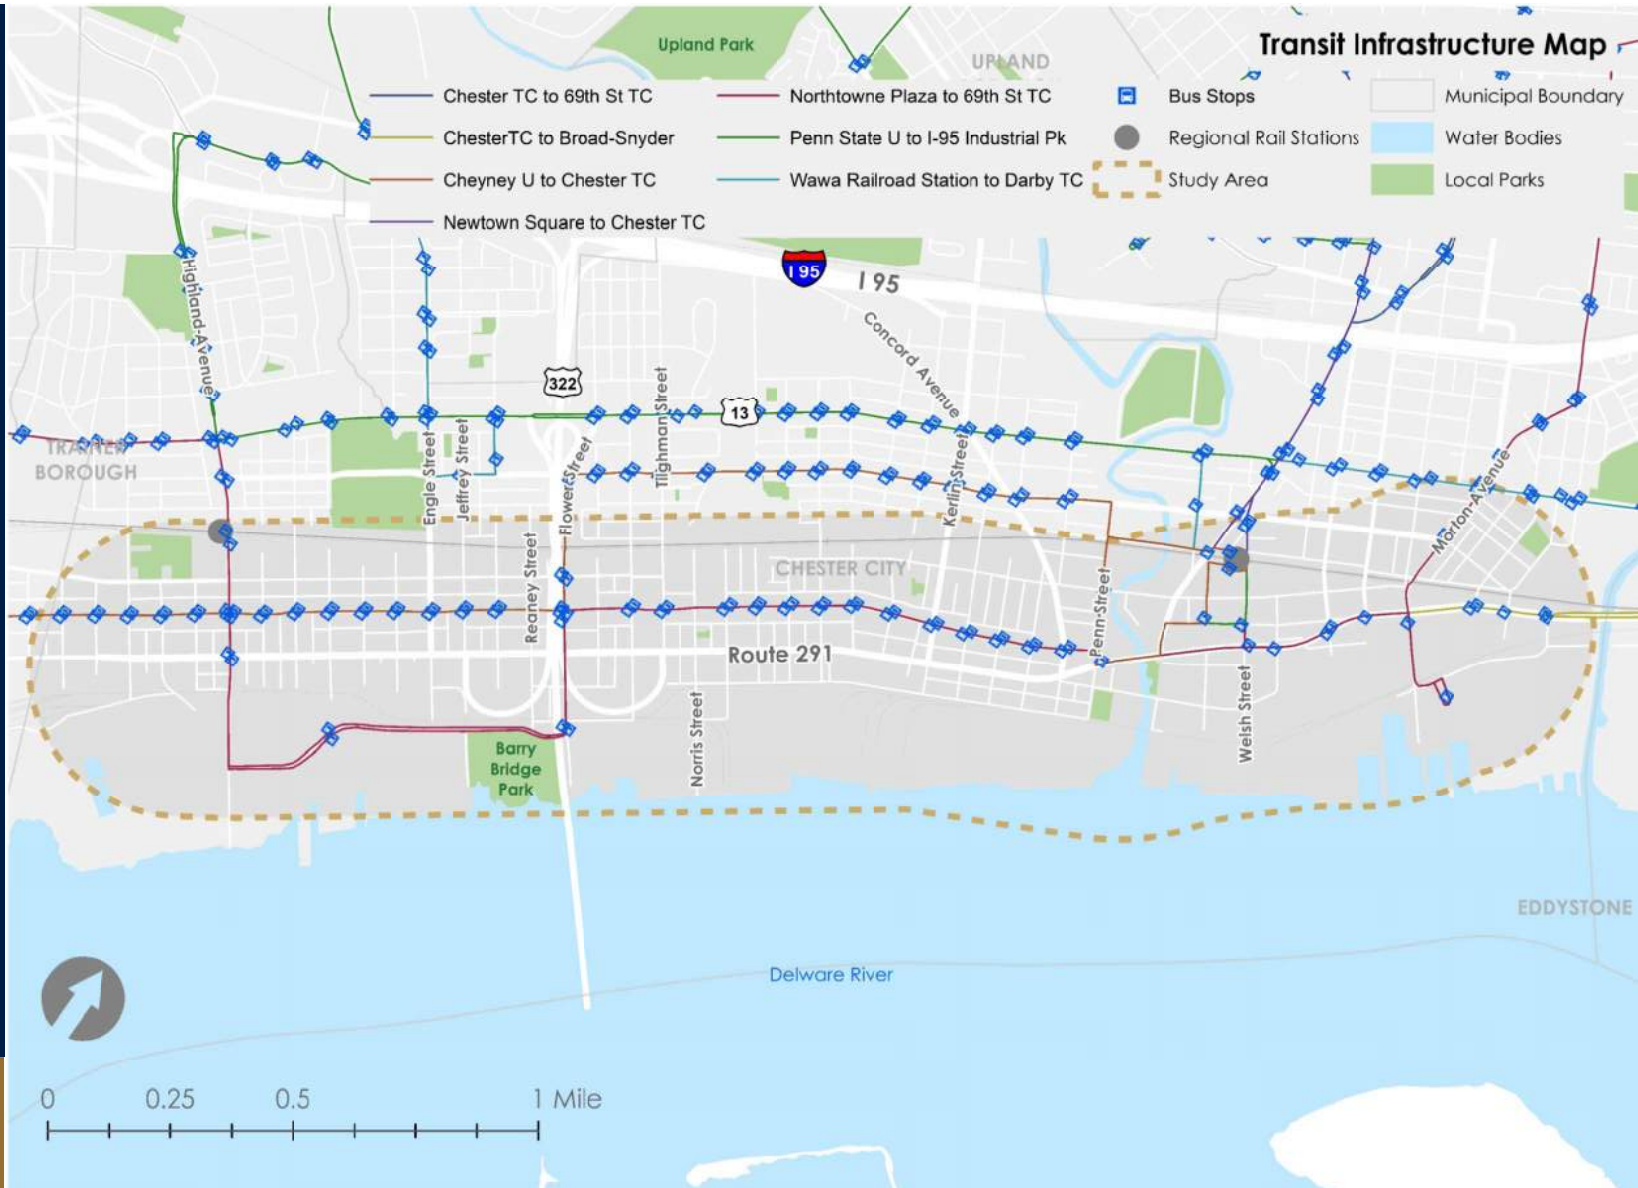 Transit Infrastructure Map
Upland Park
UPLAND
Chester TC to 69th St TC
ChesterTC to Broad-Snyder
Cheyney U to Chester TC
Newtown Square to Chester TC
Northtowne Plaza to 69th St TC
Penn State U to I-95 Industrial Pk
Wawa Railroad Station to Darby TC
Bus Stops
Regional Rail Stations
Study Area
Municipal Boundary
Water Bodies
Local Parks
I 95
I 95
Highland-Avenue
Concord Avenue
322
13
TRAINER
BOROUGH
Engle Street
Jeffrey Street
Flower Street
Tilghman Street
Kerlin Street
Morton-Avenue
Reaney Street
CHESTER CITY
Penn-Street
Route 291
Norris Street
Welsh Street
Barry
Bridge
Park
EDDYSTONE
Delware River
0 0.25 0.5 1 Mile